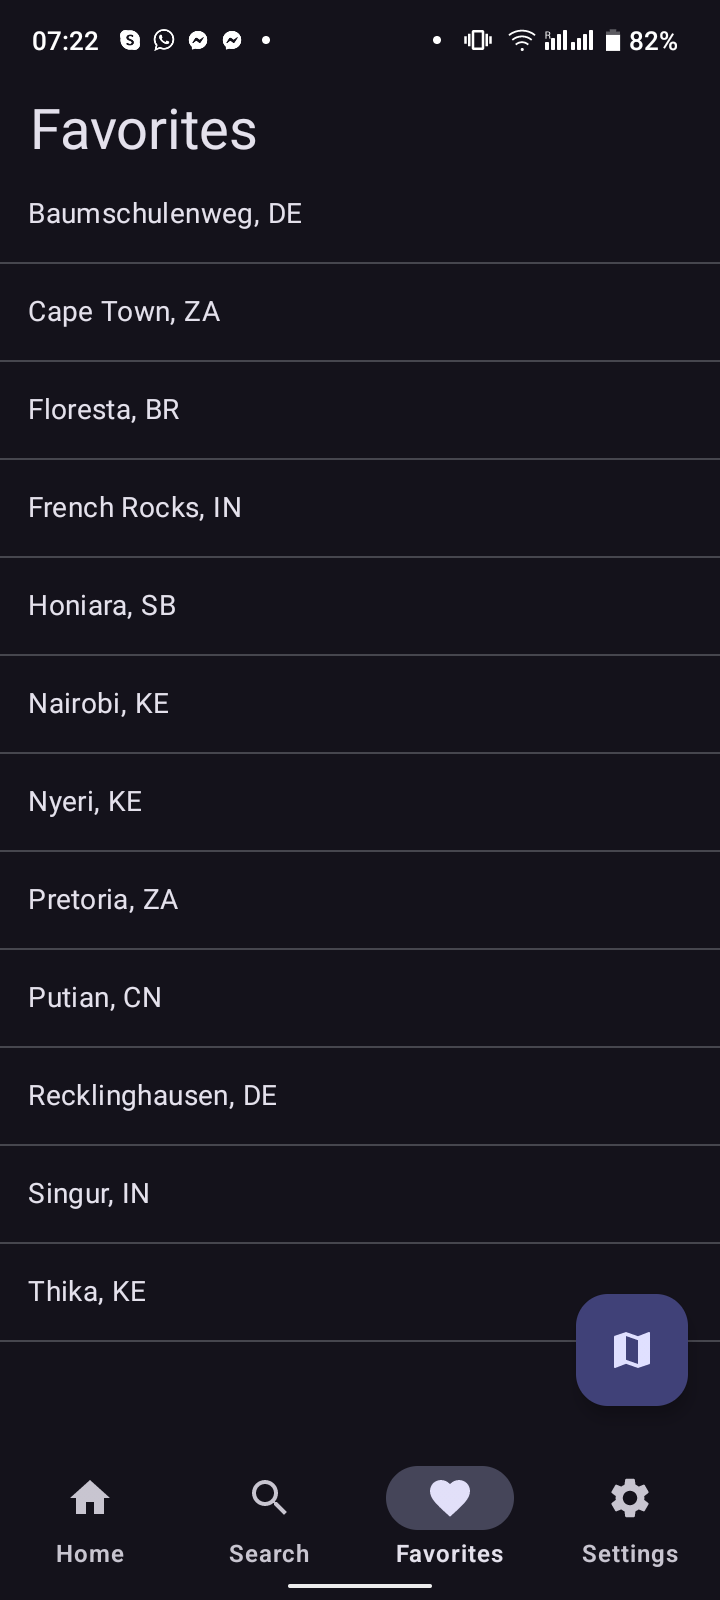 07:22
R
82%
Favorites
Baumschulenweg, DE
Cape Town, ZA
Floresta, BR
French Rocks, IN
Honiara, SB
Nairobi, KE
Nyeri, KE
Pretoria, ZA
Putian, CN
Recklinghausen, DE
Singur, IN
Thika, KE
Home
Search
Favorites
Settings